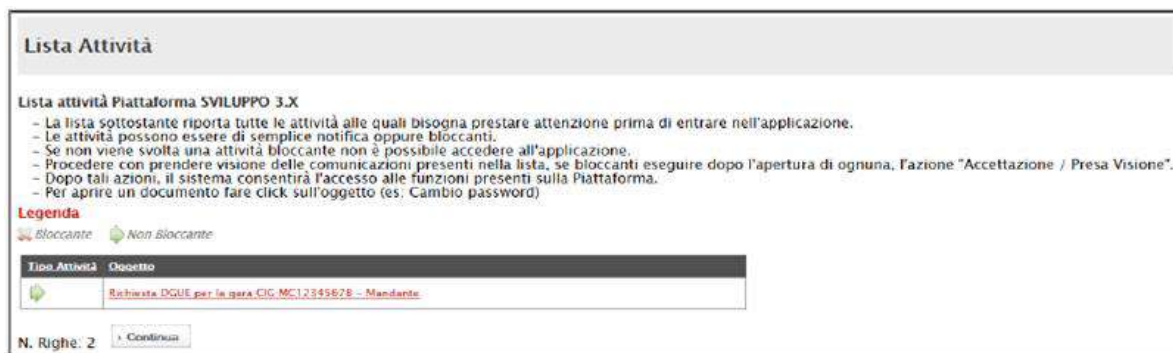 Lista Attività
Lista attività Piattaforma SVILUPPO 3.X
- La lista sottostante riporta tutte le attività alle quali bisogna prestare attenzione prima di entrare nell'applicazione.
- Le attività possono essere di semplice notifica oppure bloccanti.
- Se non viene svolta una attività bloccante non è possibile accedere all'applicazione.
- Procedere con prendere visione delle comunicazioni presenti nella lista, se bloccanti eseguire dopo l'apertura di ognuna, l'azione "Accettazione / Presa Visione".
- Dopo tali azioni, il sistema consentirà l'accesso alle funzioni presenti sulla Piattaforma.
- Per aprire un documento fare click sull'oggetto (es: Cambio password)
Legenda
Bloccante Non Bloccante
Tipo Attività Oggetto
Richiesta DGUE per la gara CIG MC12345678 - Mandante
N. Righe: 2 › Continua